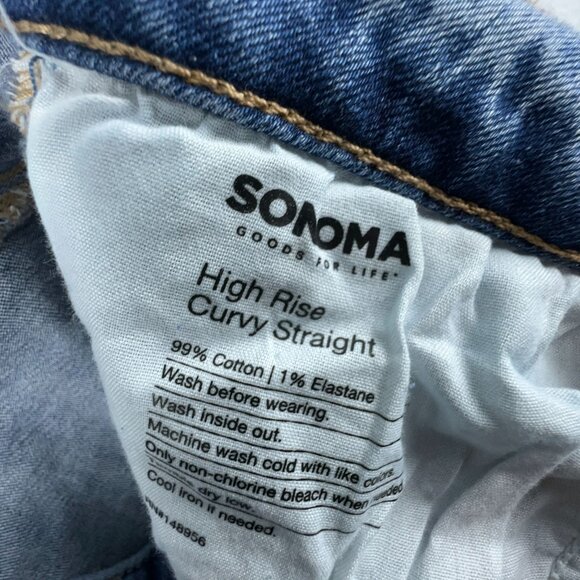 SONOMA
GOODS FOR LIFE
High Rise
Curvy Straight
99% Cotton | 1% Elastane
Wash before wearing.
Wash inside out.
Machine wash cold with like colors.
Only non-chlorine bleach when needed.
dry low.
Cool iron if needed.
RN#148956